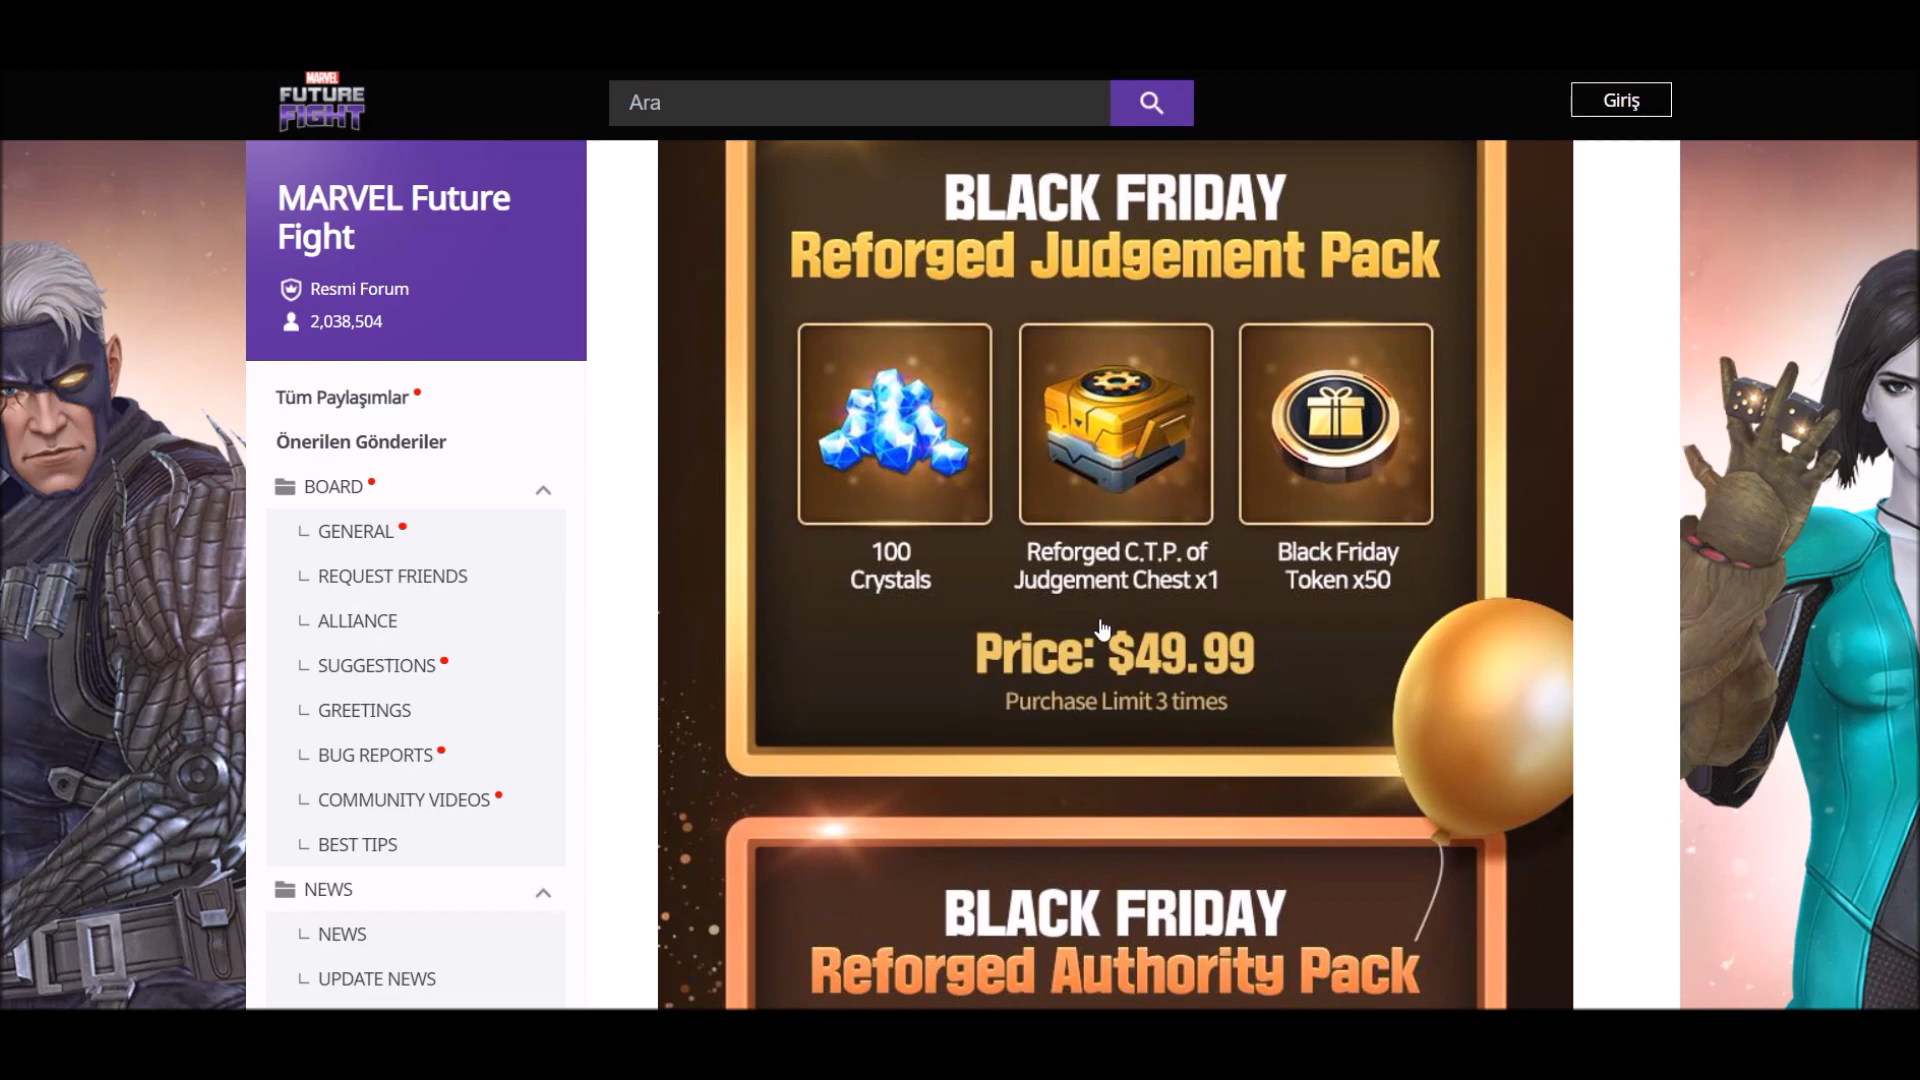 MARVEL
FUTURE
FIGHT
Ara
Giriş
MARVEL Future
Fight
Resmi Forum
2,038,504
Tüm Paylaşımlar
Önerilen Gönderiler
BOARD
GENERAL
REQUEST FRIENDS
ALLIANCE
SUGGESTIONS
GREETINGS
BUG REPORTS
COMMUNITY VIDEOS
BEST TIPS
NEWS
NEWS
UPDATE NEWS
BLACK FRIDAY
Reforged Judgement Pack
100
Crystals
Reforged C.T.P. of
Judgement Chest x1
Black Friday
Token x50
Price: $49.99
Purchase Limit 3 times
BLACK FRIDAY
Reforged Authority Pack